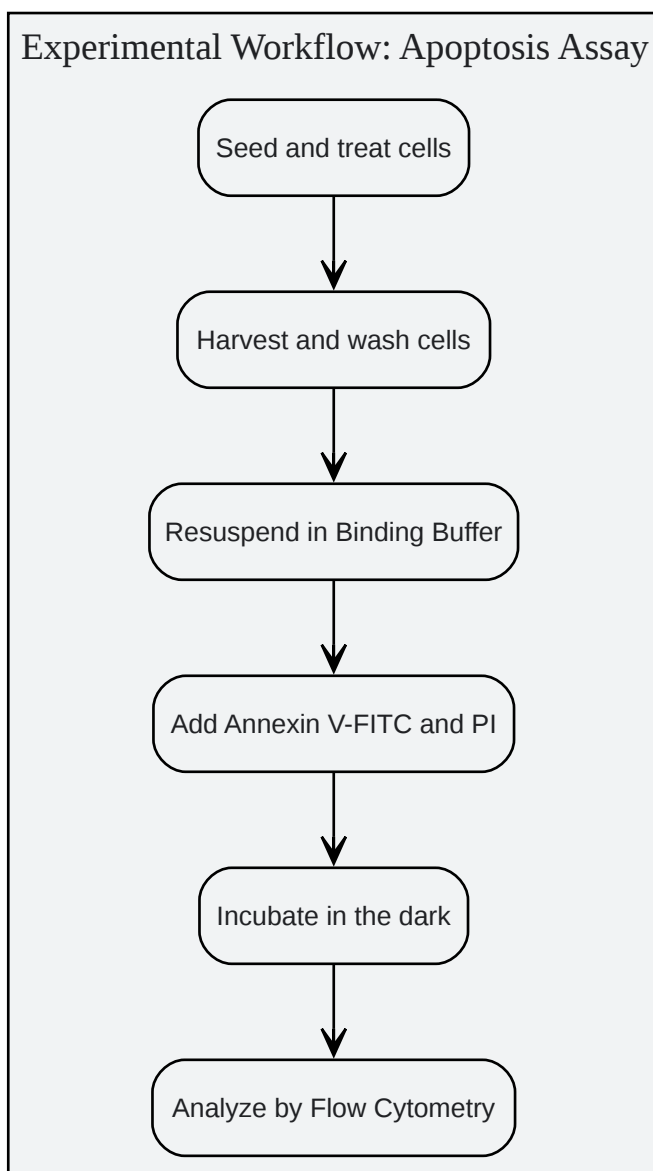 Experimental Workflow: Apoptosis Assay
Seed and treat cells
Harvest and wash cells
Resuspend in Binding Buffer
Add Annexin V-FITC and PI
Incubate in the dark
Analyze by Flow Cytometry